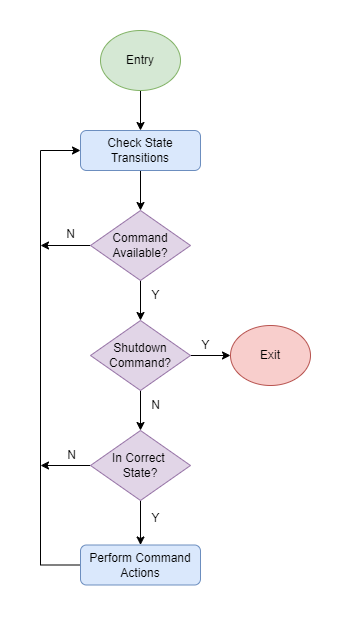 Entry
Check State
Transitions
N
Command
Available?
Y
Shutdown
Command?
Y
Exit
N
N
In Correct
State?
Y
Perform Command
Actions